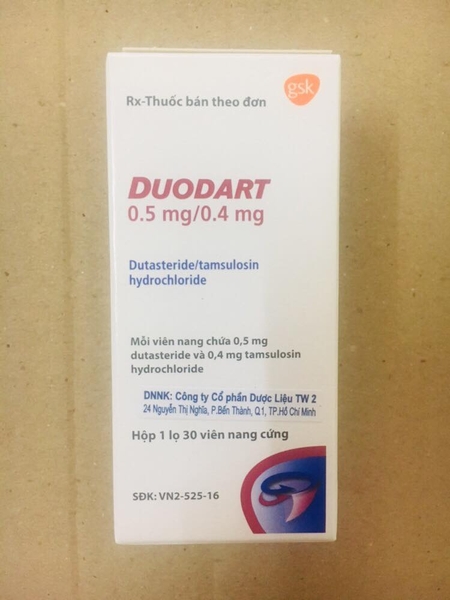 Rx-Thuốc bán theo đơn
gsk
DUODART
0.5 mg/0.4 mg
Dutasteride/tamsulosin
hydrochloride
Mỗi viên nang chứa 0,5 mg
dutasteride và 0,4 mg tamsulosin
hydrochloride
DNNK: Công ty Cổ phần Dược Liệu TW 2
24 Nguyễn Thị Nghĩa, P.Bến Thành, Q.1, TP.Hồ Chí Minh
Hộp 1 lọ 30 viên nang cứng
SĐK: VN2-525-16